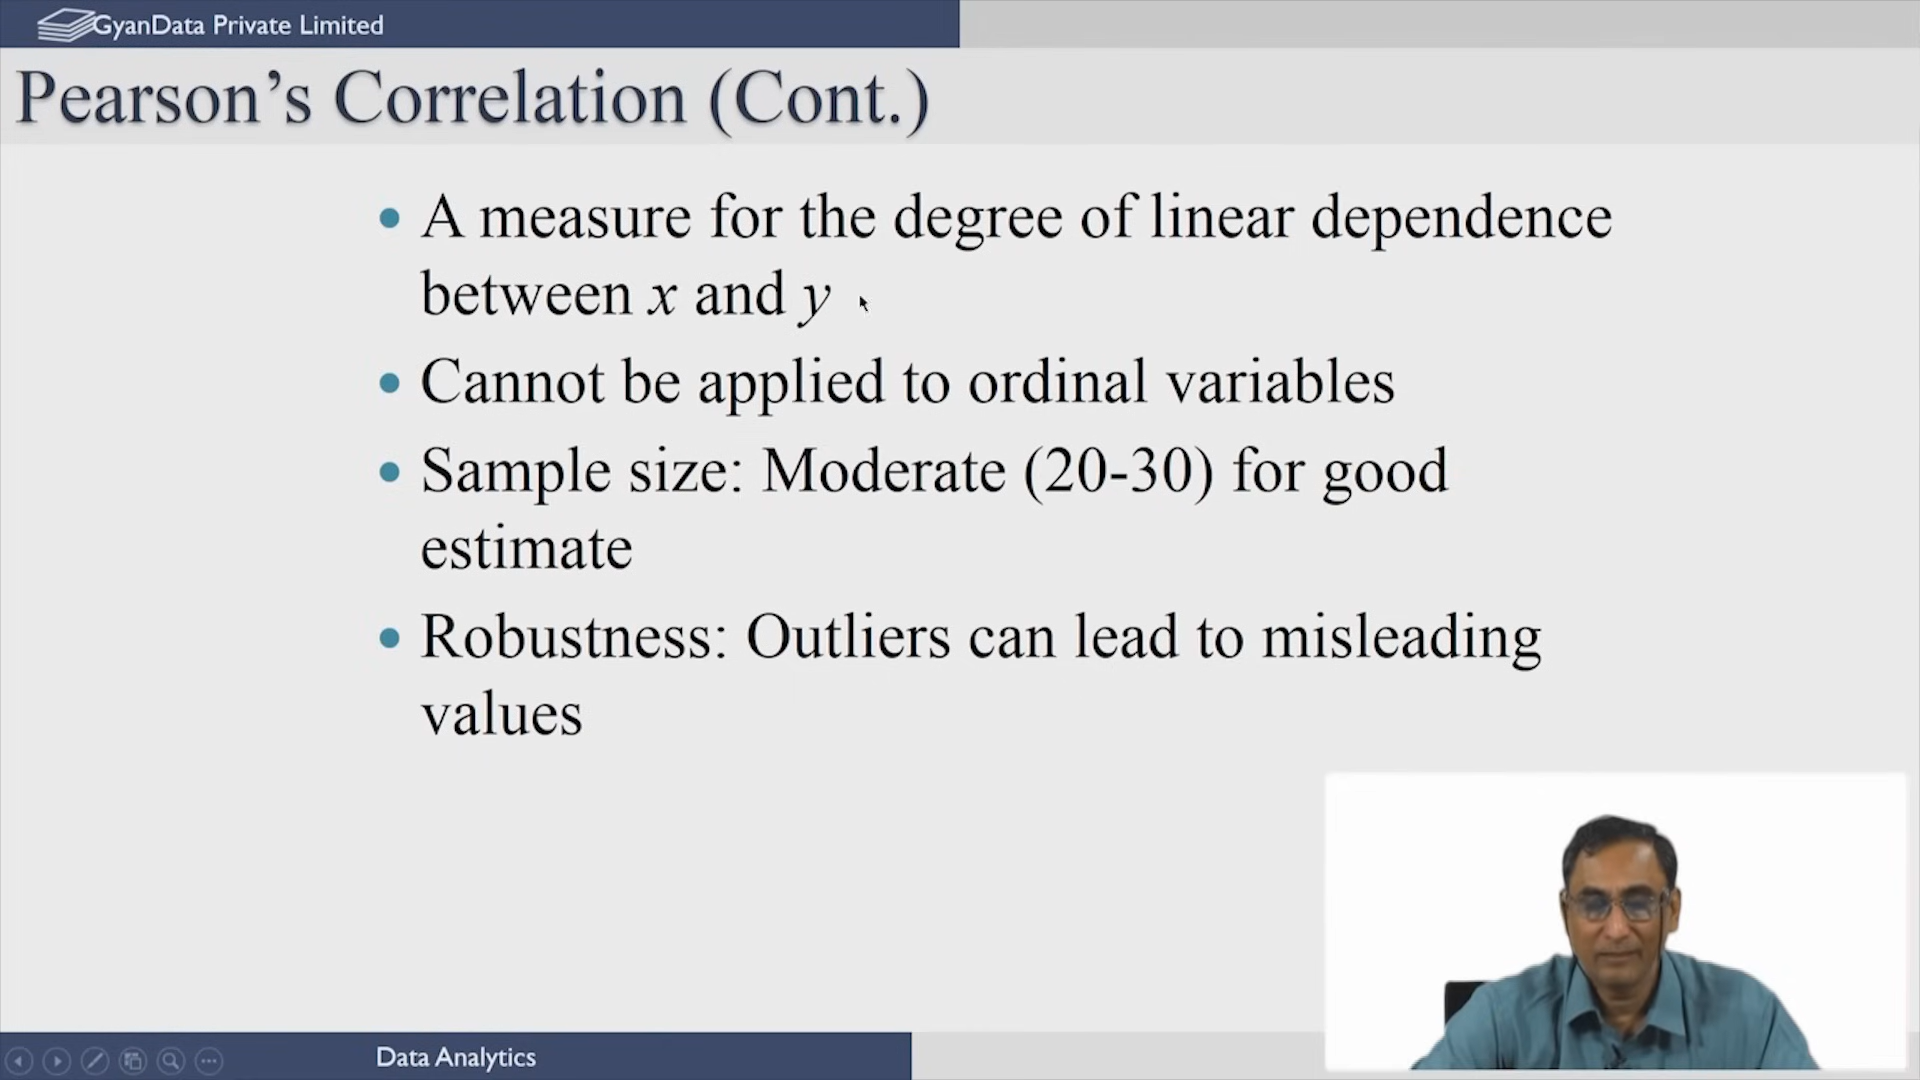 GyanData Private Limited
Pearson’s Correlation (Cont.)
• A measure for the degree of linear dependence
between x and y
• Cannot be applied to ordinal variables
• Sample size: Moderate (20-30) for good
estimate
• Robustness: Outliers can lead to misleading
values
Data Analytics